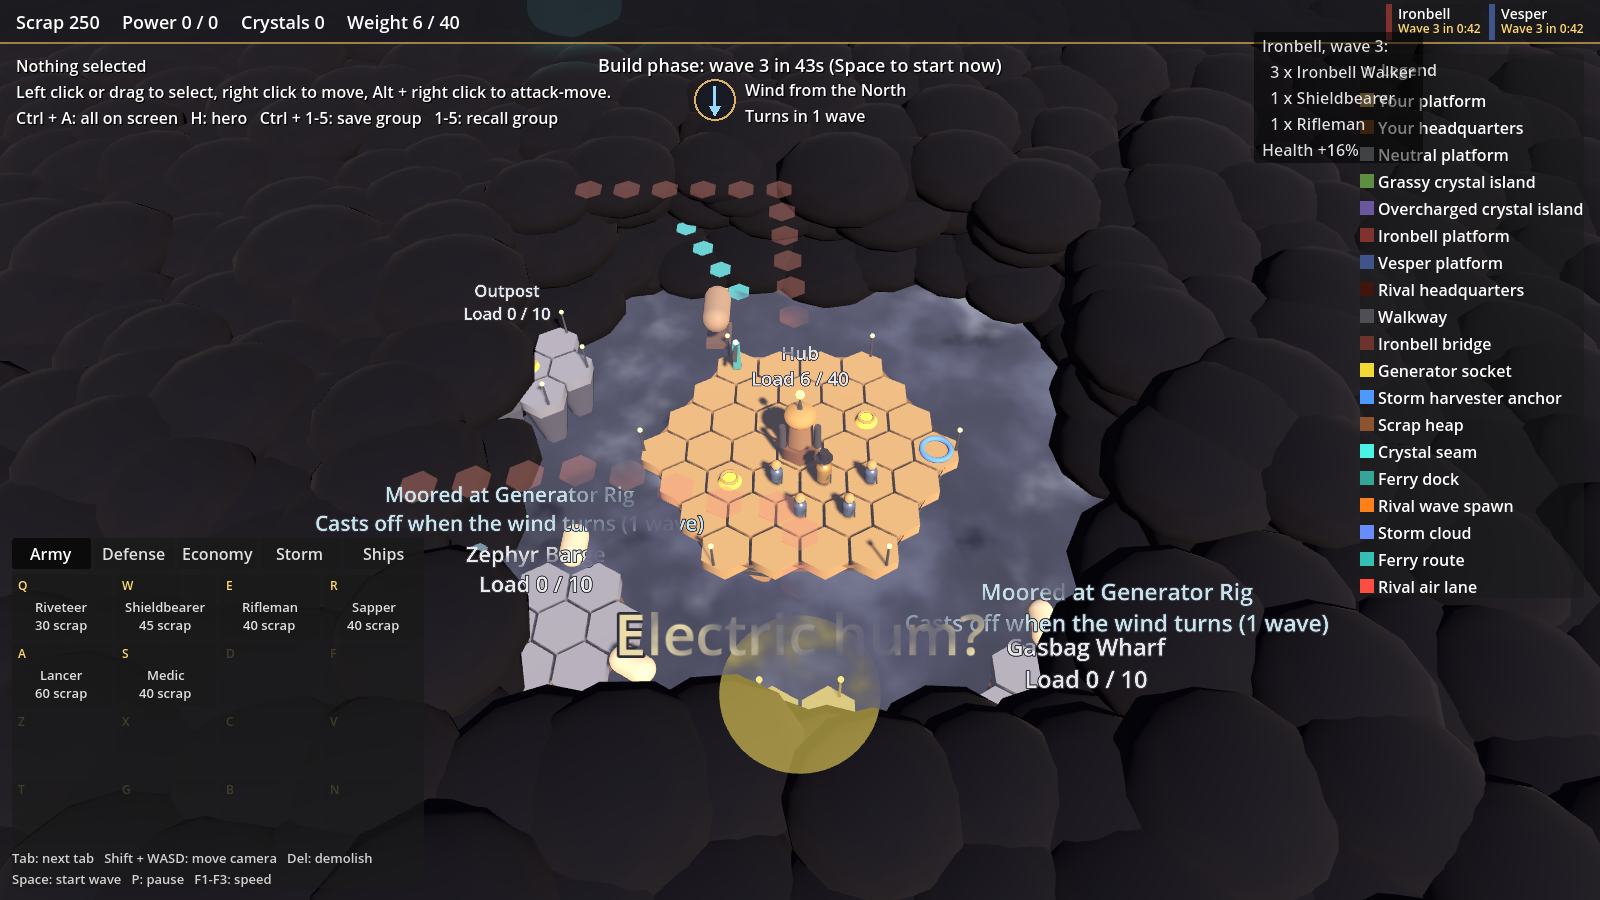 Scrap 250 Power 0 / 0 Crystals 0 Weight 6 / 40
Ironbell
Wave 3 in 0:42
Vesper
Wave 3 in 0:42
Nothing selected
Left click or drag to select, right click to move, Alt + right click to attack-move.
Ctrl + A: all on screen H: hero Ctrl + 1-5: save group 1-5: recall group
Build phase: wave 3 in 43s (Space to start now)
Wind from the North
Turns in 1 wave
Ironbell, wave 3:
3 x Ironbell Walker
1 x Shieldbearer
1 x Rifleman
Health +16%
Legend
Your platform
Your headquarters
Neutral platform
Grassy crystal island
Overcharged crystal island
Ironbell platform
Vesper platform
Rival headquarters
Walkway
Ironbell bridge
Generator socket
Storm harvester anchor
Scrap heap
Crystal seam
Ferry dock
Ferry route
Rival wave spawn
Storm cloud
Rival air lane
Outpost
Load 0 / 10
Hub
Load 6 / 40
Moored at Generator Rig
Casts off when the wind turns (1 wave)
Zephyr Barge
Load 0 / 10
Moored at Generator Rig
Casts off when the wind turns (1 wave)
Gasbag Wharf
Load 0 / 10
Electric hum?
Army Defense Economy Storm Ships
Q W E R
Riveteer Shieldbearer Rifleman Sapper
30 scrap 45 scrap 40 scrap 40 scrap
A S D F
Lancer Medic
60 scrap 40 scrap
Z X C V
T G B N
Tab: next tab Shift + WASD: move camera Del: demolish
Space: start wave P: pause F1-F3: speed